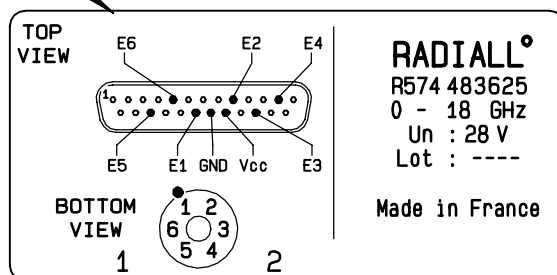 TOP
VIEW
E6 E2 E4
1
E5 E1 GND Vcc E3
BOTTOM
VIEW
1 2
6 3
5 4
1 2
RADIALL°
R574 483625
0 - 18 GHz
Un : 28 V
Lot : ----
Made in France